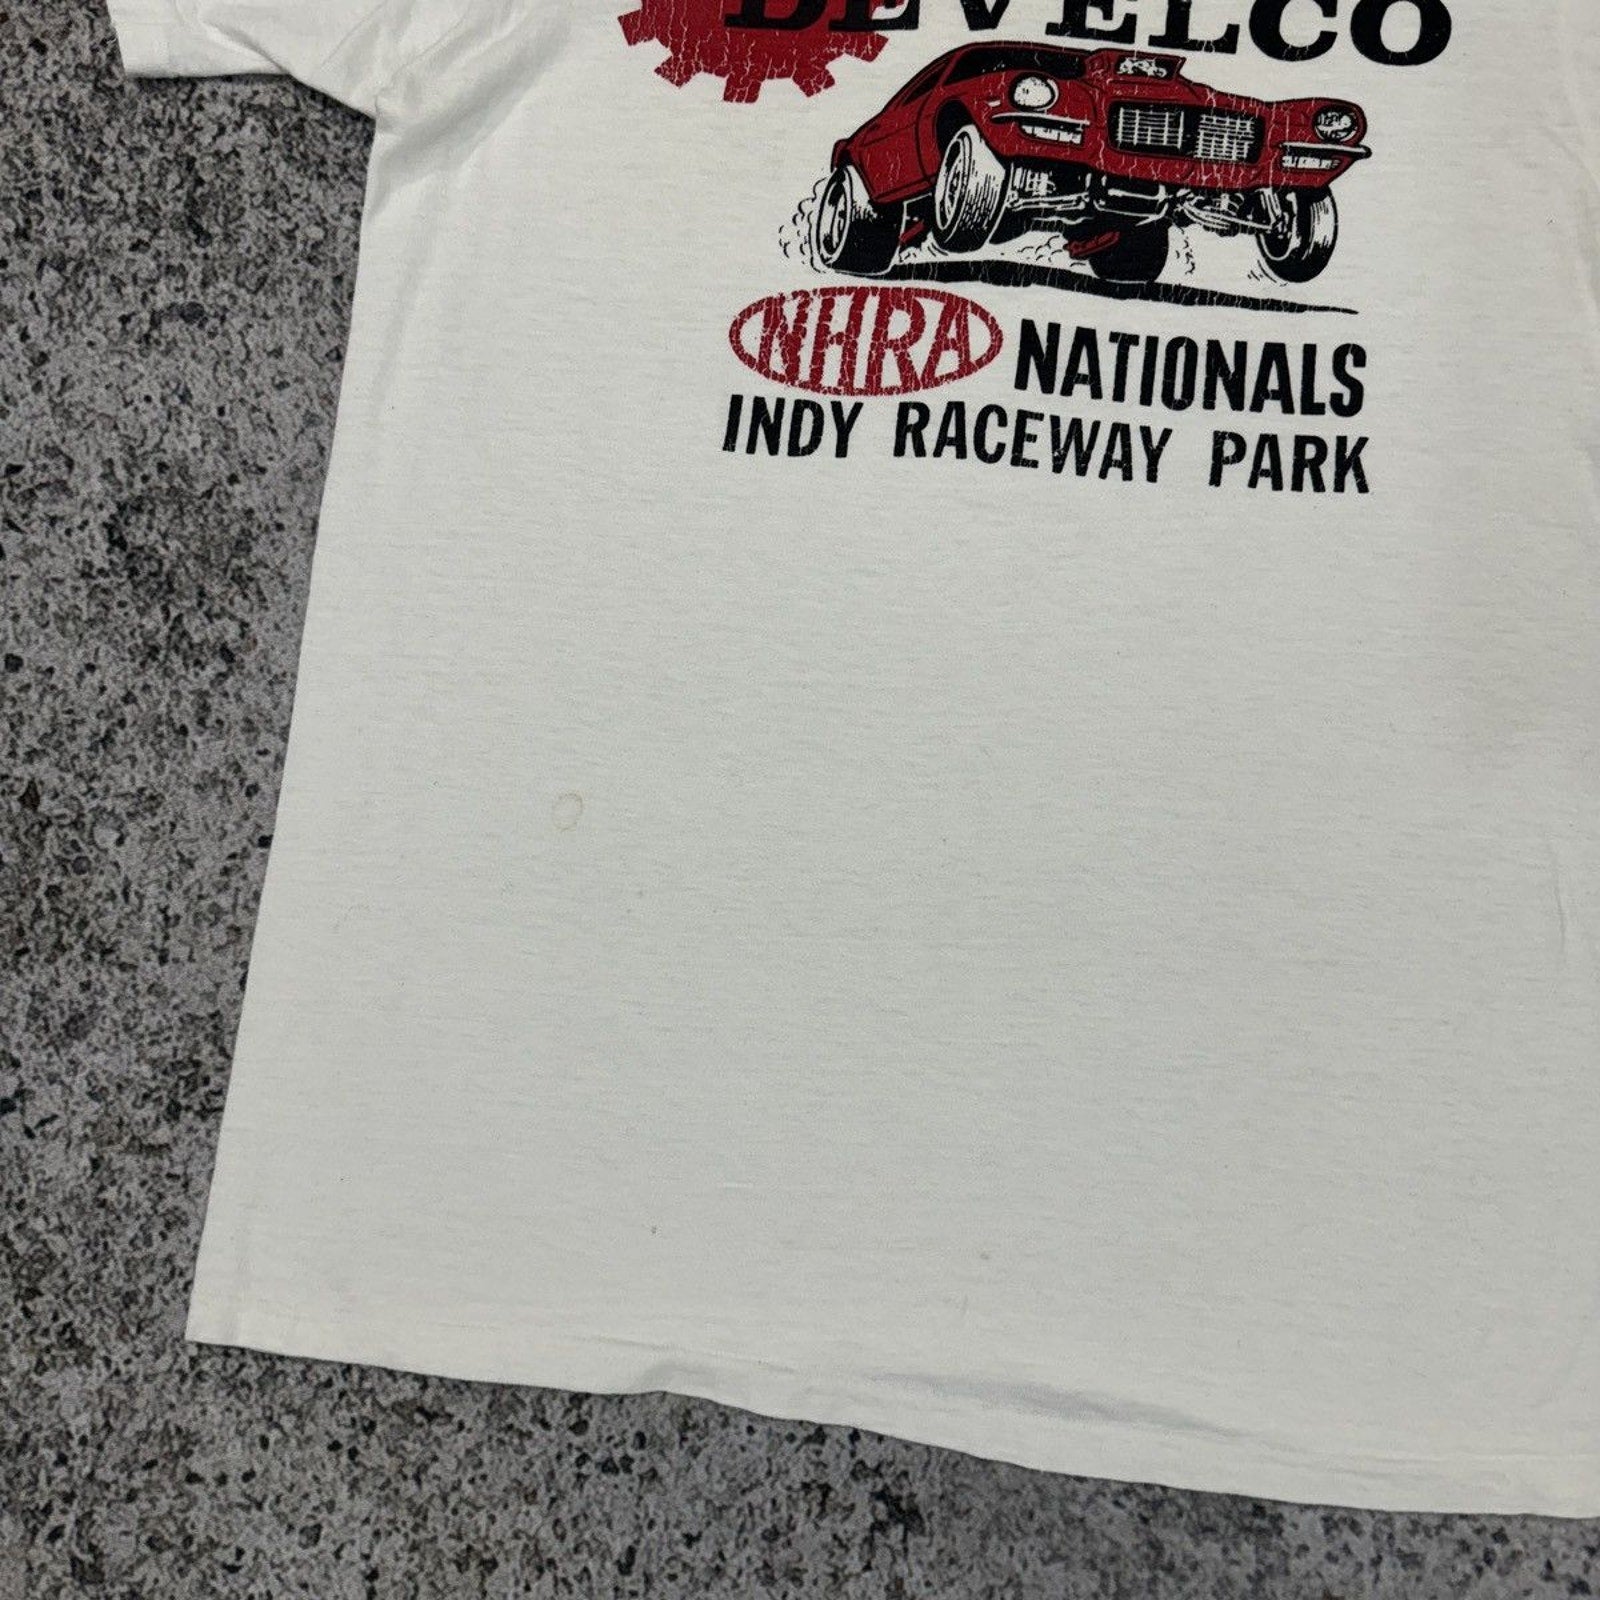 DEVELCO
NHRA NATIONALS
INDY RACEWAY PARK